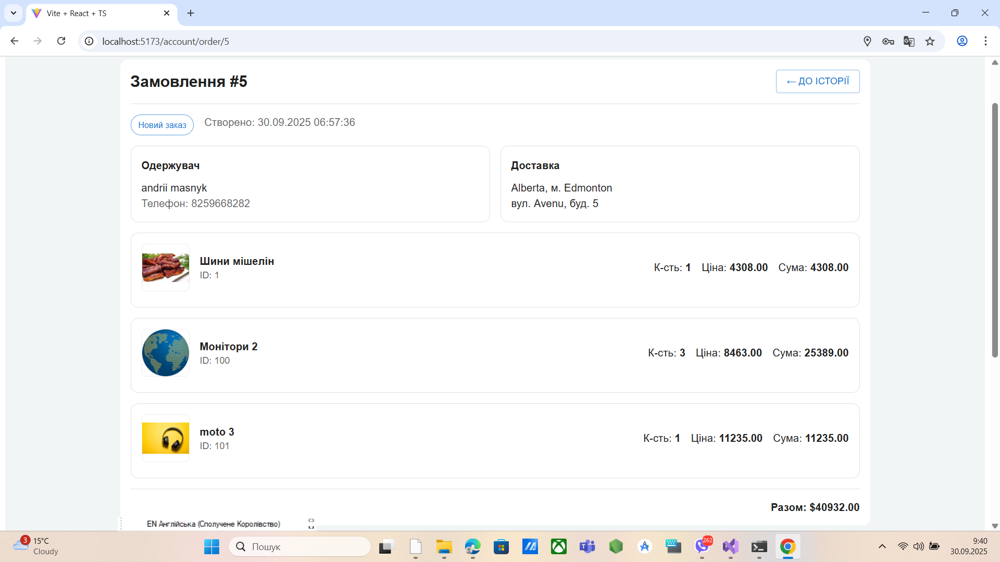 Vite + React + TS
localhost:5173/account/order/5
Замовлення #5
← ДО ІСТОРІЇ
Новий заказ
Створено: 30.09.2025 06:57:36
Одержувач
andrii masnyk
Телефон: 8259668282
Доставка
Alberta, м. Edmonton
вул. Avenu, буд. 5
Шини мішелін
ID: 1
К-сть: 1 Ціна: 4308.00 Сума: 4308.00
Монітори 2
ID: 100
К-сть: 3 Ціна: 8463.00 Сума: 25389.00
moto 3
ID: 101
К-сть: 1 Ціна: 11235.00 Сума: 11235.00
Разом: $40932.00
EN Англійська (Сполучене Королівство)
3
15°C
Cloudy
Пошук
262
9:40
30.09.2025